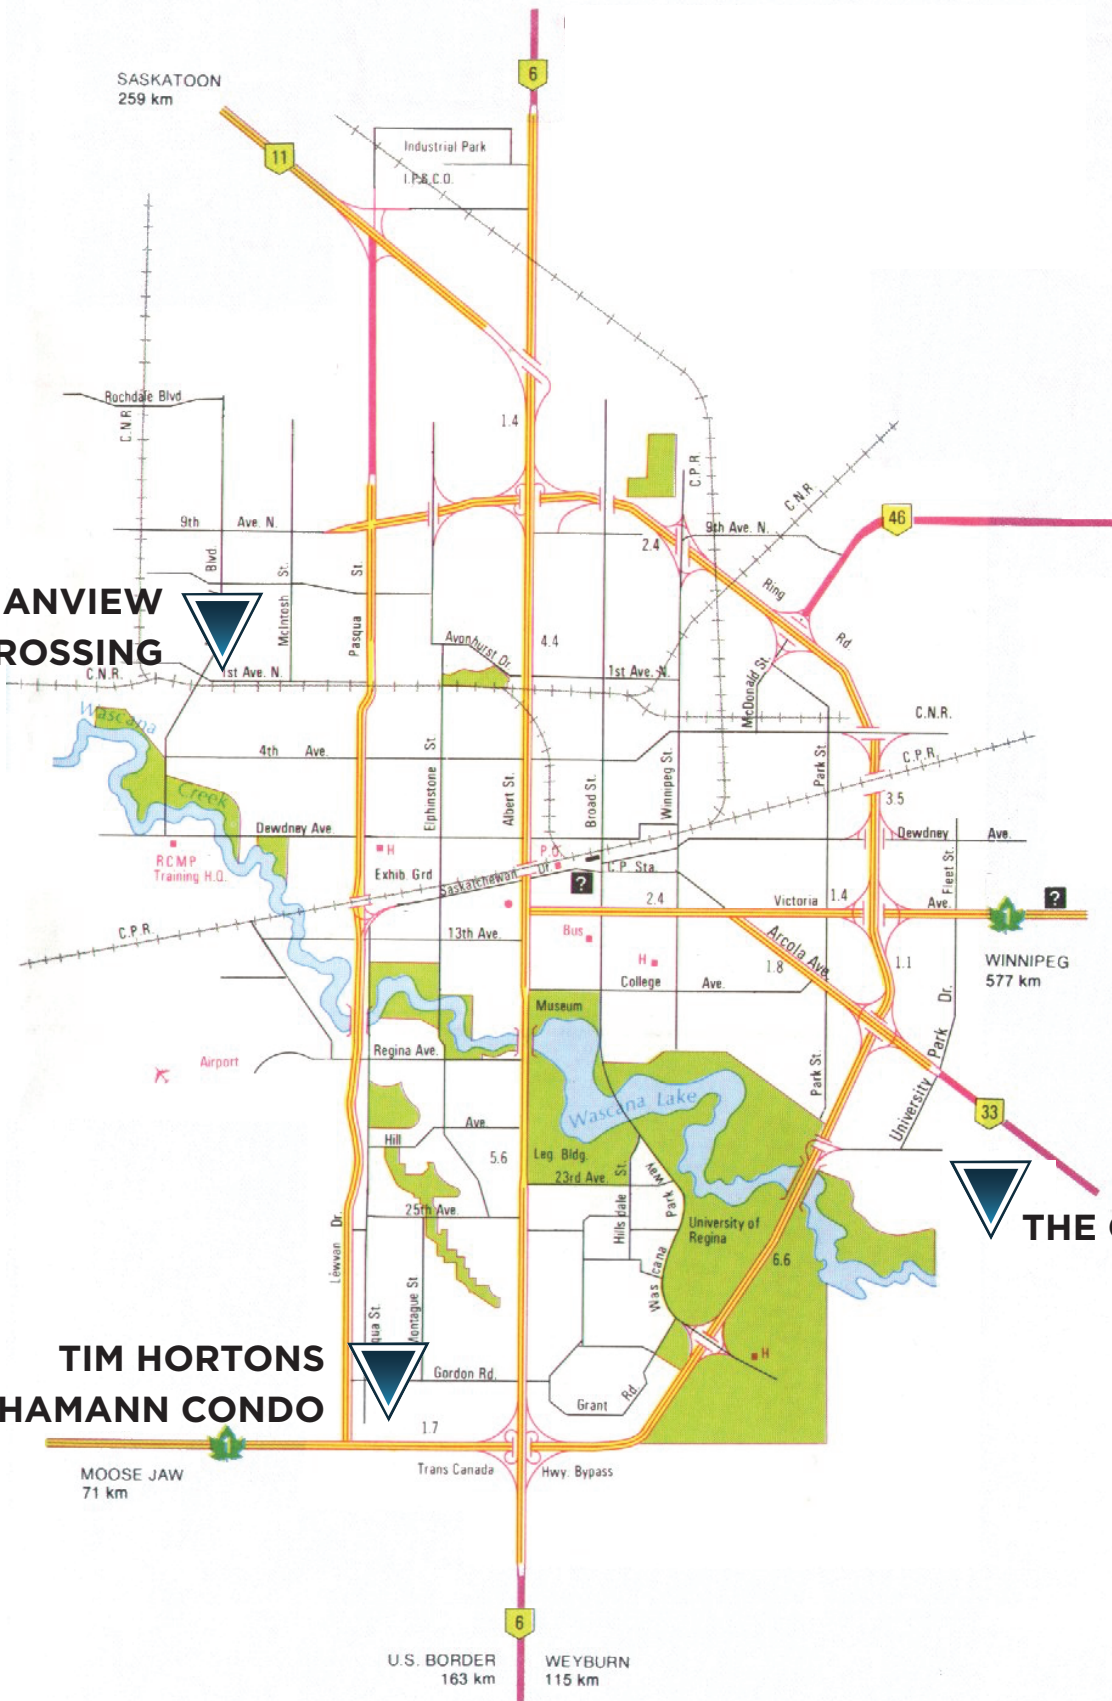 6
SASKATOON
259 km
11
Industrial Park
I.P.S.C.O.
Rochdale Blvd
C.N.R.
1.4
C.P.R.
C.N.R.
9th Ave. N.
9th Ave. N.
46
2.4
Blvd.
McIntosh St.
Pasqua St.
Ring Rd.
ANVIEW
ROSSING
Avonhurst Dr.
4.4
C.N.R.
1st Ave. N.
1st Ave. N.
McDonald St.
Wascana
Creek
C.N.R.
4th Ave.
Elphinstone St.
Albert St.
Broad St.
Winnipeg St.
Park St.
C.P.R.
3.5
Dewdney Ave.
Dewdney Ave.
RCMP
Training H.Q.
H
Exhib. Grd
P.O.
Saskatchewan Dr.
C.P. Sta.
?
Fleet St.
2.4
Victoria Ave.
1.4
1
?
C.P.R.
13th Ave.
Bus
H
Arcola Ave.
1.8
1.1
WINNIPEG
577 km
College Ave.
Museum
University Park Dr.
Regina Ave.
Airport
Park St.
Wascana Lake
33
Hill Ave.
5.6
Leg. Bldg.
23rd Ave.
25th Ave.
Hillsdale St.
Wascana Park Way
University of
Regina
THE
6.6
Lewvan Dr.
qua St.
Montague St
TIM HORTONS
HAMANN CONDO
Gordon Rd.
Grant Rd.
H
1
1.7
MOOSE JAW
71 km
Trans Canada Hwy. Bypass
6
U.S. BORDER
163 km
WEYBURN
115 km